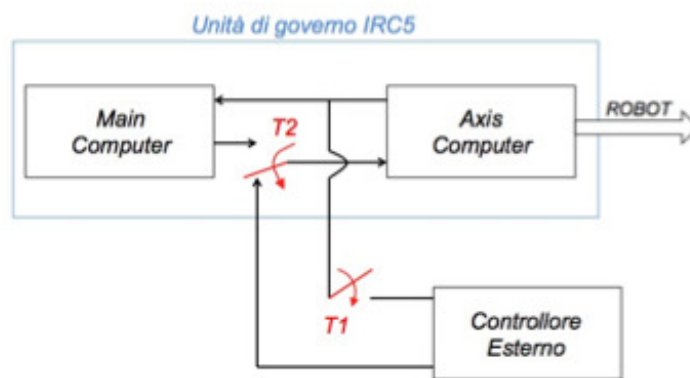 Unità di governo IRC5
Main
Computer
T2
Axis
Computer
ROBOT
T1
Controllore
Esterno